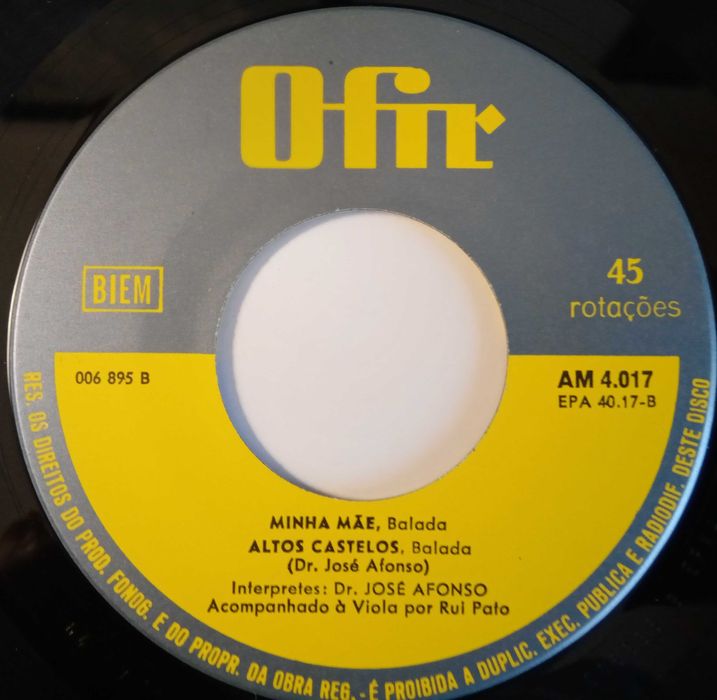 Ofir
BIEM
45
rotações
006 895 B
AM 4.017
EPA 40.17-B
MINHA MÃE, Balada
ALTOS CASTELOS, Balada
(Dr. José Afonso)
Interpretes: Dr. JOSÉ AFONSO
Acompanhado à Viola por Rui Pato
RES. OS DIREITOS DO PROD. FONOG. E DO PROPR. DA OBRA REG. - É PROIBIDA A DUPLIC. EXEC. PUBLICA E RADIODIF. DESTE DISCO